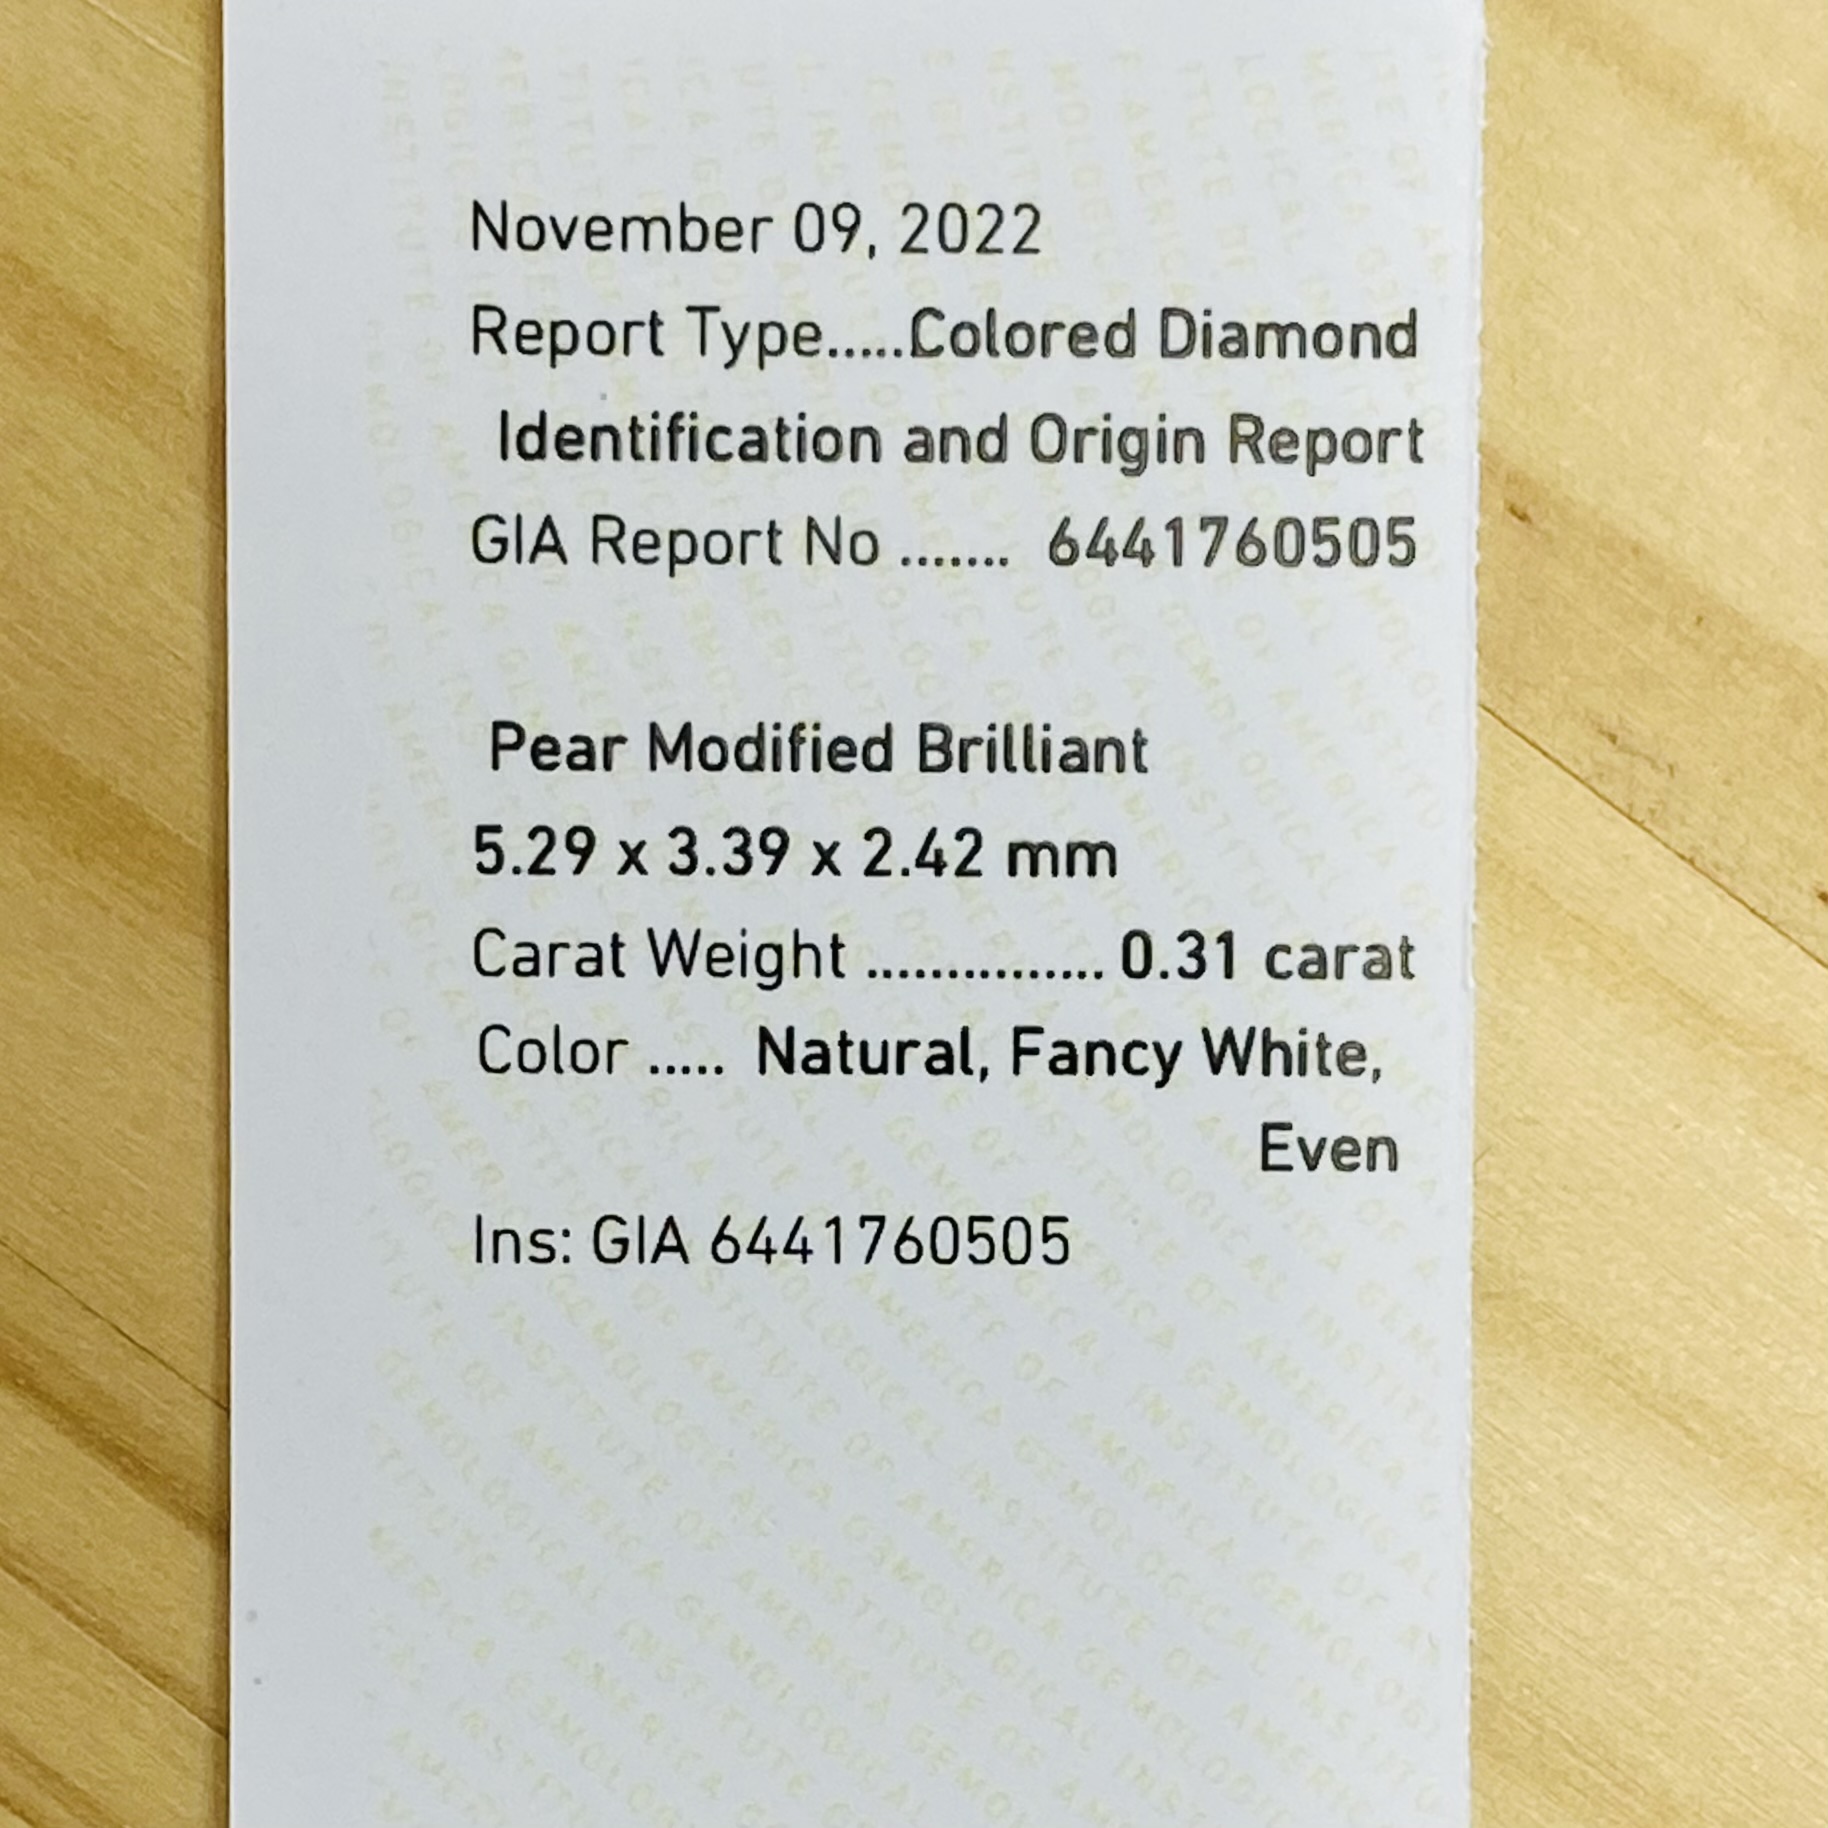 November 09, 2022
Report Type.....Colored Diamond
Identification and Origin Report
GIA Report No ....... 6441760505
Pear Modified Brilliant
5.29 x 3.39 x 2.42 mm
Carat Weight ............... 0.31 carat
Color ..... Natural, Fancy White,
Even
Ins: GIA 6441760505